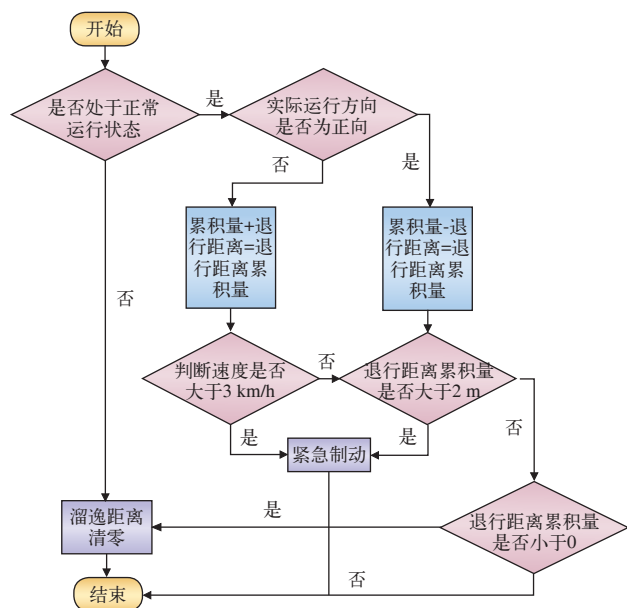 开始
是否处于正常
运行状态
是
实际运行方向
是否为正向
否
是
累积量+退
行距离=退
行距离累
积量
累积量-退
行距离=退
行距离累
积量
否
判断速度是否
大于3 km/h
否
退行距离累积量
是否大于2 m
是
紧急制动
是
否
溜逸距离
清零
是
退行距离累积量
是否小于0
否
结束